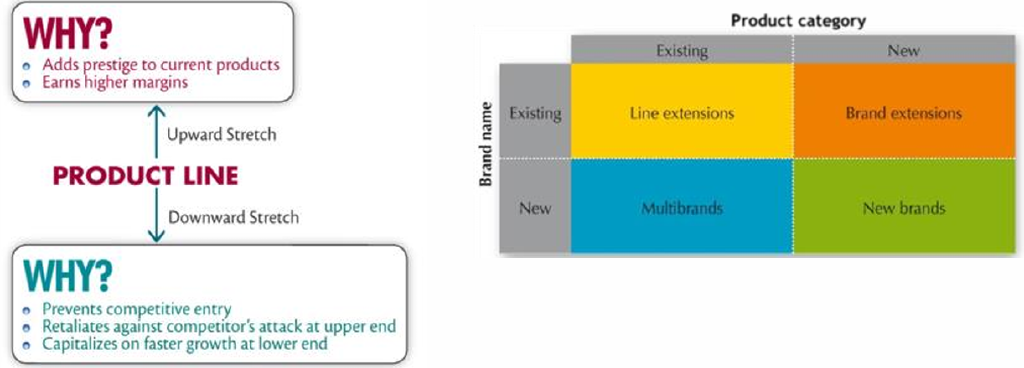 WHY?
Adds prestige to current products
Earns higher margins
Upward Stretch
PRODUCT LINE
Downward Stretch
WHY?
Prevents competitive entry
Retaliates against competitor's attack at upper end
Capitalizes on faster growth at lower end
Product category
Existing New
Brand name
Existing Line extensions Brand extensions
New Multibrands New brands